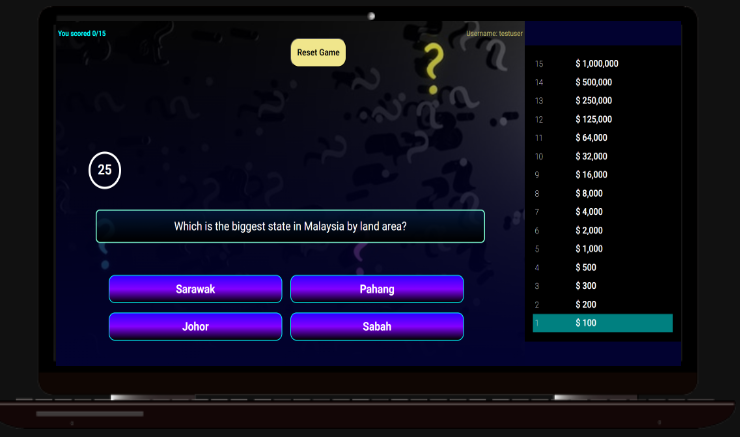 You scored 0/15
Username: testuser
Reset Game
25
Which is the biggest state in Malaysia by land area?
Sarawak
Pahang
Johor
Sabah
15 $ 1,000,000
14 $ 500,000
13 $ 250,000
12 $ 125,000
11 $ 64,000
10 $ 32,000
9 $ 16,000
8 $ 8,000
7 $ 4,000
6 $ 2,000
5 $ 1,000
4 $ 500
3 $ 300
2 $ 200
1 $ 100